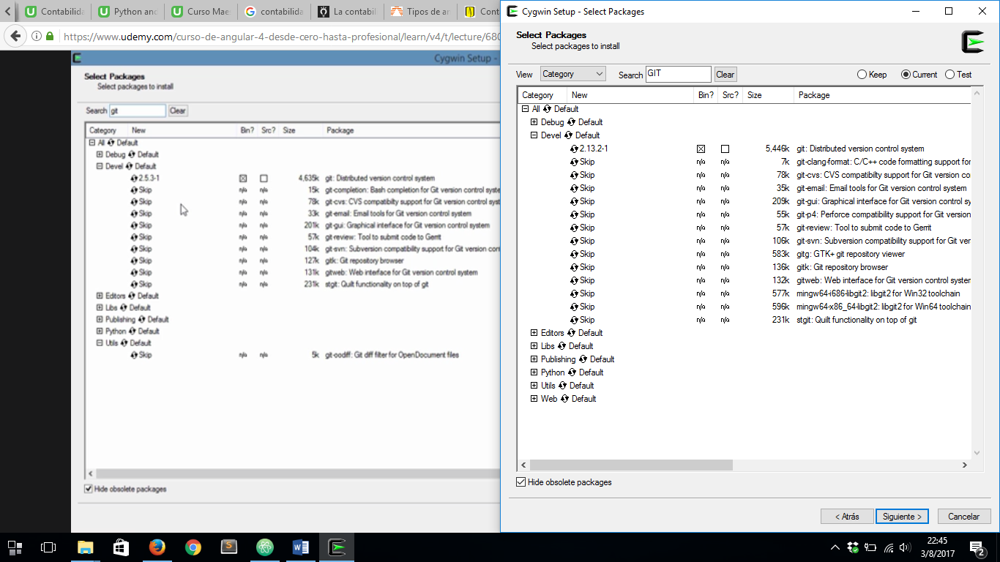 Contabilida
Python and
Curso Maes
contabilida
La contabil
Tipos de ar
Cont
https://www.udemy.com/curso-de-angular-4-desde-cero-hasta-profesional/learn/v4/t/lecture/680
Cygwin Setup -
Select Packages
Select packages to install
Search git Clear
Category New Bin? Src? Size Package
All Default
Debug Default
Devel Default
2.5.3-1 4,635k git: Distributed version control system
Skip n/a n/a 15k git-completion: Bash completion for Git version control syste
Skip n/a n/a 78k git-cvs: CVS compatibility support for Git version control syst
Skip n/a n/a 33k git-email: Email tools for Git version control system
Skip n/a n/a 201k git-gui: Graphical interface for Git version control system
Skip n/a n/a 57k git-review: Tool to submit code to Gerrit
Skip n/a n/a 104k git-svn: Subversion compatibility support for Git version con
Skip n/a n/a 127k gitk: Git repository browser
Skip n/a n/a 131k gitweb: Web interface for Git version control system
Skip n/a n/a 231k stgit: Quilt functionality on top of git
Editors Default
Libs Default
Publishing Default
Python Default
Utils Default
Skip n/a n/a 5k git-oodiff: Git diff filter for OpenDocument files
Hide obsolete packages
Cygwin Setup - Select Packages
Select Packages
Select packages to install
View Category Search GIT Clear Keep Current Test
Category New Bin? Src? Size Package
All Default
Debug Default
Devel Default
2.13.2-1 5,446k git: Distributed version control system
Skip n/a n/a 7k git-clang-format: C/C++ code formatting support for
Skip n/a n/a 78k git-cvs: CVS compatibility support for Git version co
Skip n/a n/a 35k git-email: Email tools for Git version control system
Skip n/a n/a 209k git-gui: Graphical interface for Git version control sy
Skip n/a n/a 55k git-p4: Perforce compatibility support for Git version
Skip n/a n/a 57k git-review: Tool to submit code to Gerrit
Skip n/a n/a 106k git-svn: Subversion compatibility support for Git ver
Skip n/a n/a 583k gitg: GTK+ git repository viewer
Skip n/a n/a 136k gitk: Git repository browser
Skip n/a n/a 132k gitweb: Web interface for Git version control system
Skip n/a n/a 577k mingw64-i686-libgit2: libgit2 for Win32 toolchain
Skip n/a n/a 596k mingw64-x86_64-libgit2: libgit2 for Win64 toolchain
Skip n/a n/a 231k stgit: Quilt functionality on top of git
Editors Default
Libs Default
Publishing Default
Python Default
Utils Default
Web Default
Hide obsolete packages
< Atrás Siguiente > Cancelar
22:45
3/8/2017
2